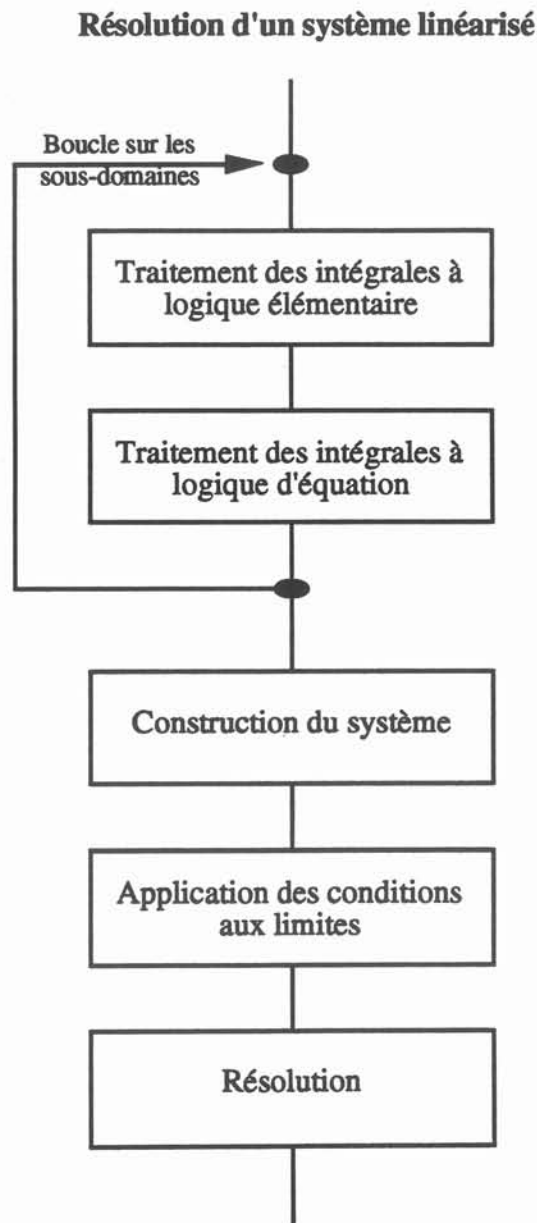 Résolution d'un système linéarisé
Boucle sur les
sous-domaines
Traitement des intégrales à
logique élémentaire
Traitement des intégrales à
logique d'équation
Construction du système
Application des conditions
aux limites
Résolution